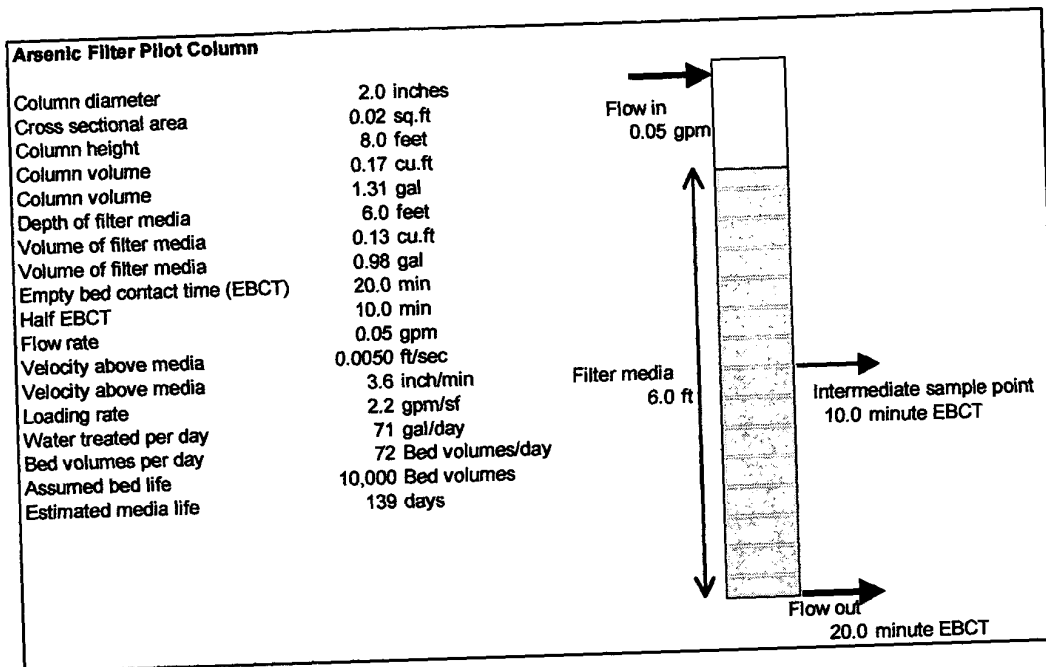 Arsenic Filter Pilot Column
Column diameter 2.0 inches
Cross sectional area 0.02 sq.ft
Column height 8.0 feet
Column volume 0.17 cu.ft
Column volume 1.31 gal
Depth of filter media 6.0 feet
Volume of filter media 0.13 cu.ft
Volume of filter media 0.98 gal
Empty bed contact time (EBCT) 20.0 min
Half EBCT 10.0 min
Flow rate 0.05 gpm
Velocity above media 0.0050 ft/sec
Velocity above media 3.6 inch/min
Loading rate 2.2 gpm/sf
Water treated per day 71 gal/day
Bed volumes per day 72 Bed volumes/day
Assumed bed life 10,000 Bed volumes
Estimated media life 139 days
Flow in
0.05 gpm
Filter media
6.0 ft
Intermediate sample point
10.0 minute EBCT
Flow out
20.0 minute EBCT